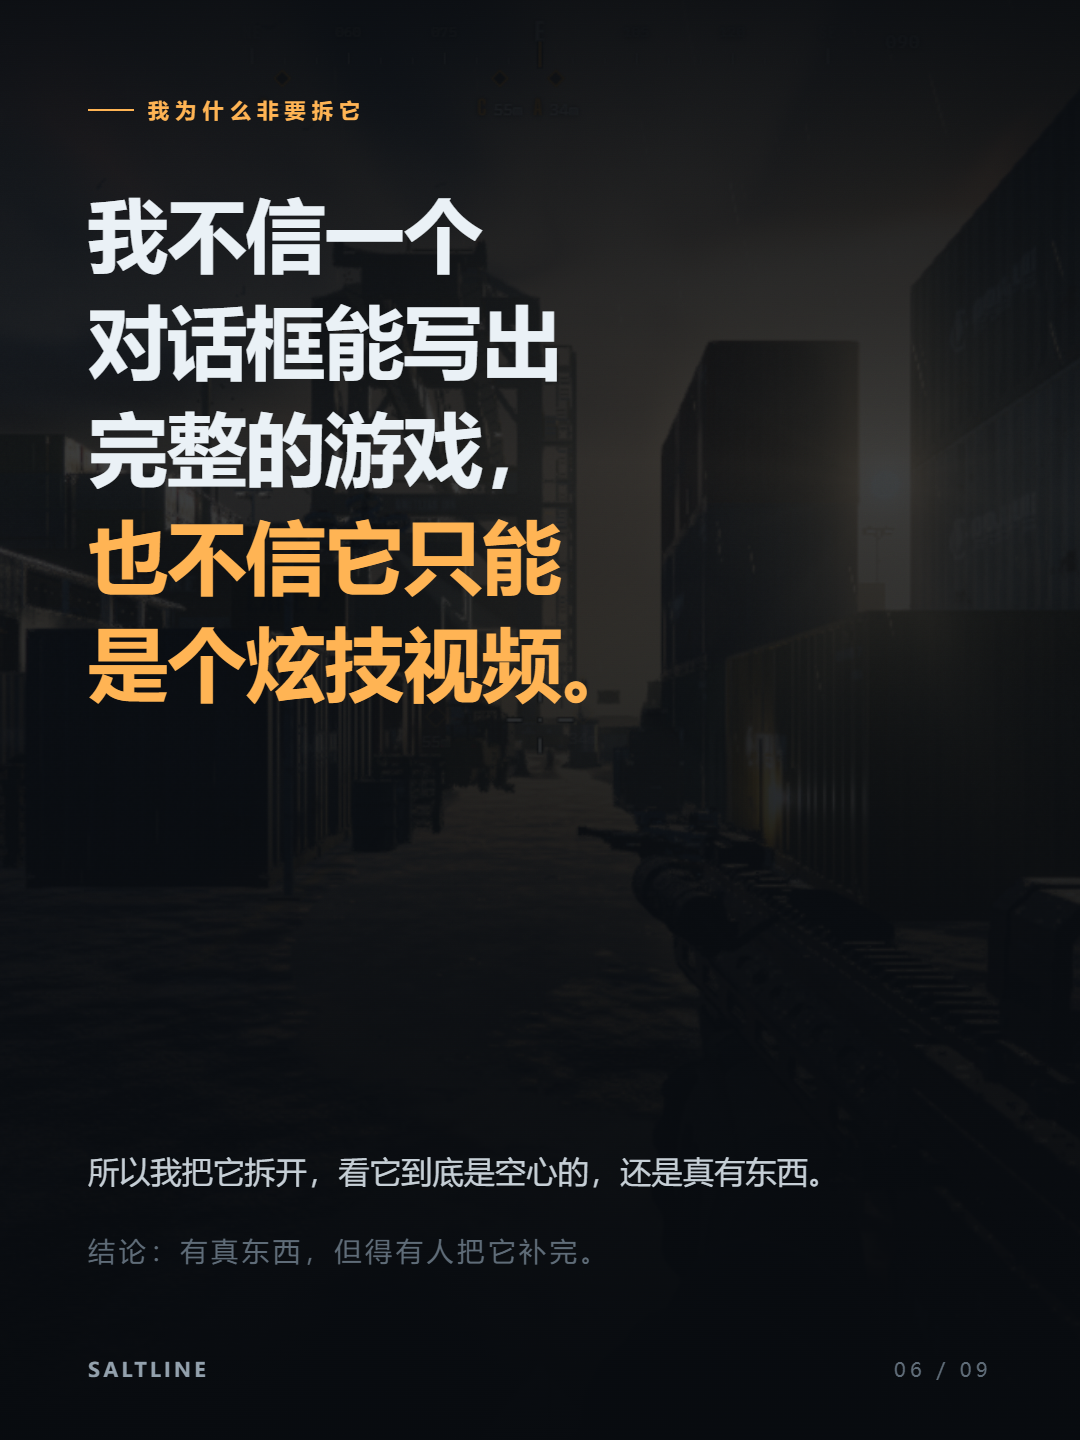 我为什么非要拆它
我不信一个
对话框能写出
完整的游戏，
也不信它只能
是个炫技视频。
所以我把它拆开，看它到底是空心的，还是真有东西。
结论：有真东西，但得有人把它补完。
SALTLINE
06 / 09